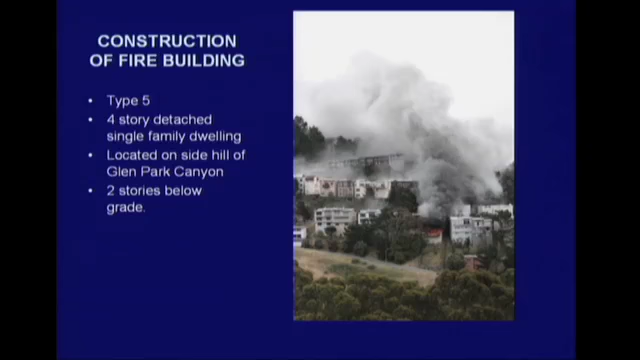 CONSTRUCTION
OF FIRE BUILDING
• Type 5
• 4 story detached
single family dwelling
• Located on side hill of
Glen Park Canyon
• 2 stories below
grade.